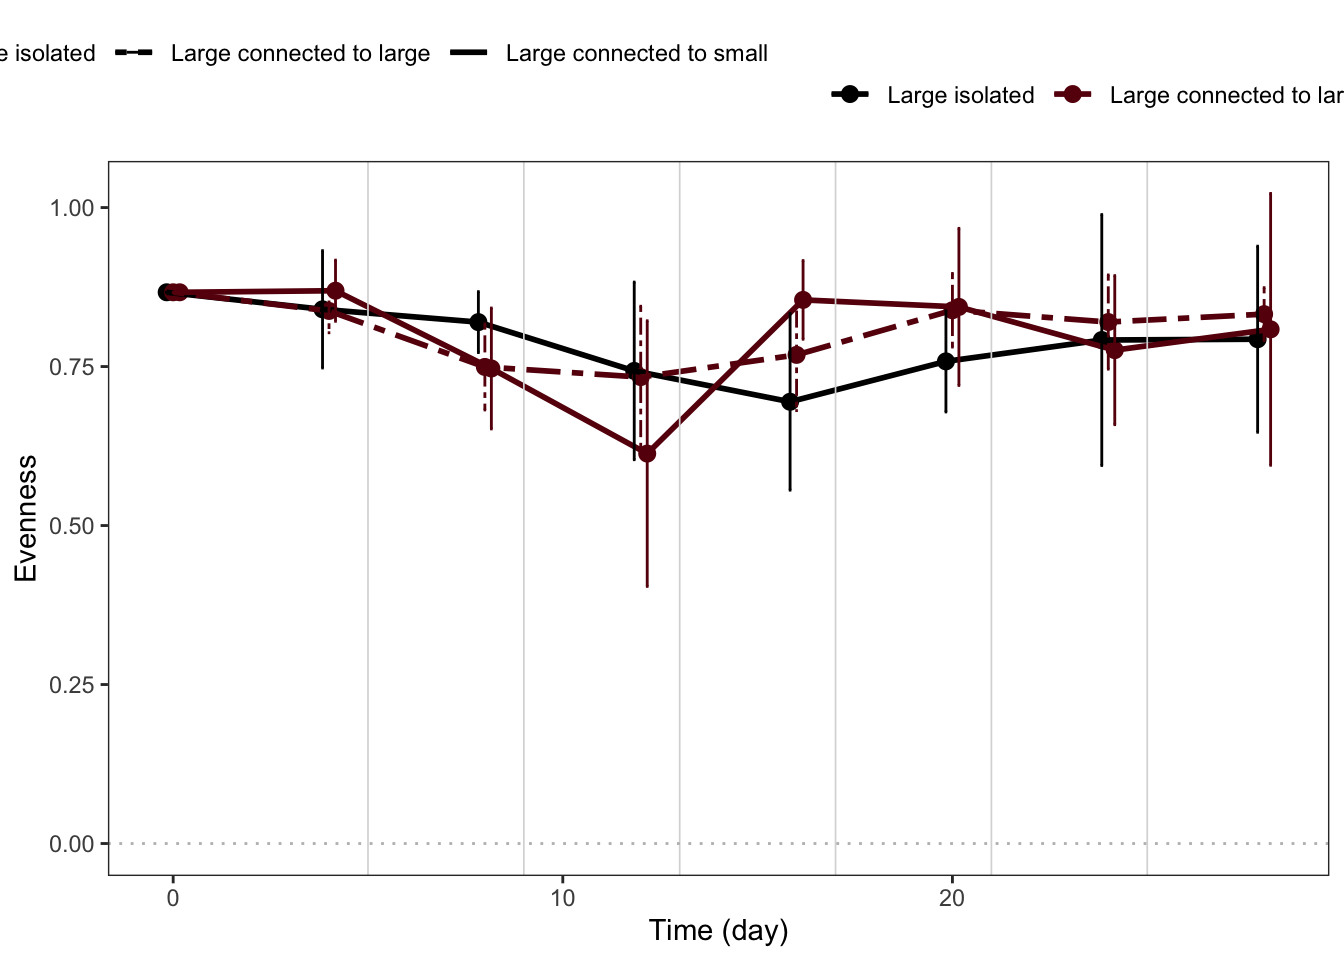 e isolated Large connected to large Large connected to small
Large isolated Large connected to lar
1.00
0.75
0.50
0.25
0.00
Evenness
0 10 20
Time (day)